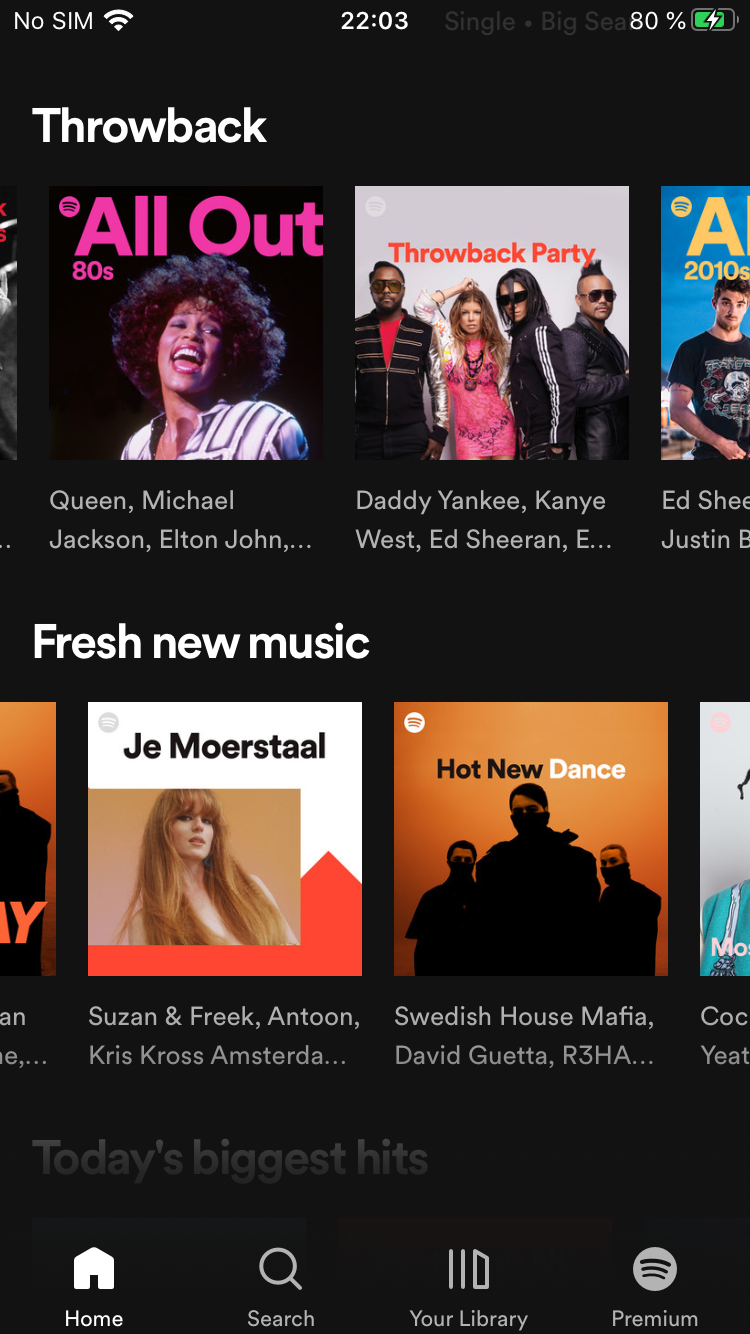 No SIM 22:03 Single • Big Sea 80 %
Throwback
All Out
80s
Throwback Party
2010s
Queen, Michael
Jackson, Elton John,...
Daddy Yankee, Kanye
West, Ed Sheeran, E...
Ed Shee
Justin B
Fresh new music
AY
Je Moerstaal
Hot New Dance
Mos
an
ne,...
Suzan & Freek, Antoon,
Kris Kross Amsterda...
Swedish House Mafia,
David Guetta, R3HA...
Coc
Yeat
Today's biggest hits
Home
Search
Your Library
Premium